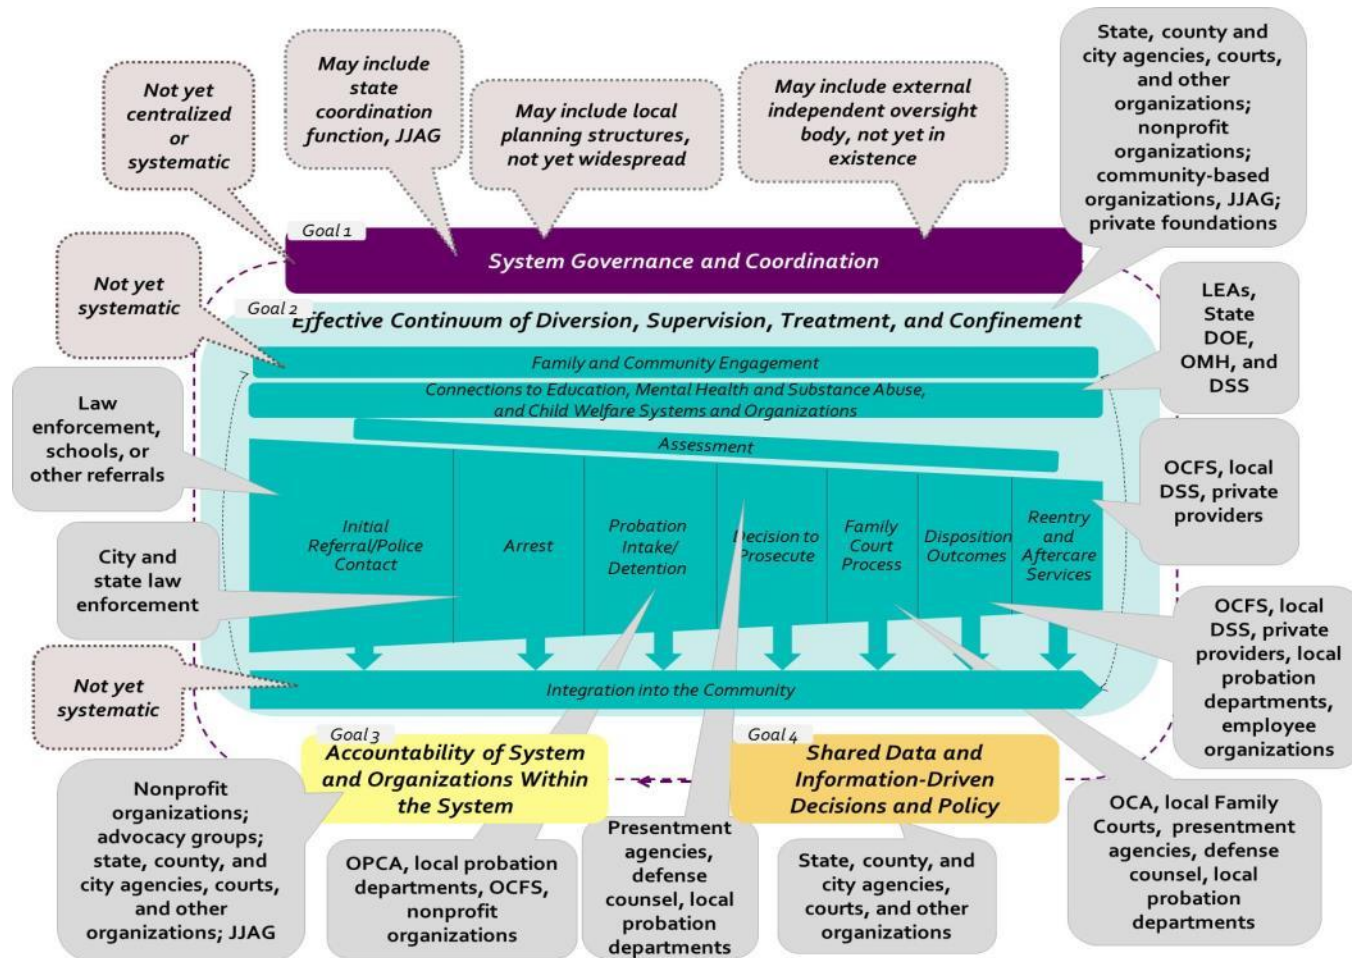 Not yet
centralized
or
systematic
May include
state
coordination
function, JJAG
May include local
planning structures,
not yet widespread
May include external
independent oversight
body, not yet in
existence
State, county and
city agencies, courts,
and other
organizations;
nonprofit
organizations;
community-based
organizations, JJAG;
private foundations
Goal 1
System Governance and Coordination
Not yet
systematic
Goal 2
Effective Continuum of Diversion, Supervision, Treatment, and Confinement
LEAs,
State
DOE,
OMH, and
DSS
Family and Community Engagement
Connections to Education, Mental Health and Substance Abuse,
and Child Welfare Systems and Organizations
Law
enforcement,
schools, or
other referrals
Assessment
OCFS, local
DSS, private
providers
Initial
Referral/Police
Contact
Arrest
Probation
Intake/
Detention
Decision to
Prosecute
Family
Court
Process
Disposition
Outcomes
Reentry
and
Aftercare
Services
City and
state law
enforcement
OCFS, local
DSS, private
providers, local
probation
departments,
employee
organizations
Not yet
systematic
Integration into the Community
Goal 3
Accountability of System
and Organizations Within
the System
Goal 4
Shared Data and
Information-Driven
Decisions and Policy
Nonprofit
organizations;
advocacy groups;
state, county, and
city agencies, courts,
and other
organizations; JJAG
OPCA, local probation
departments, OCFS,
nonprofit
organizations
Presentment
agencies,
defense
counsel, local
probation
departments
State, county, and
city agencies,
courts, and other
organizations
OCA, local Family
Courts, presentment
agencies, defense
counsel, local
probation
departments